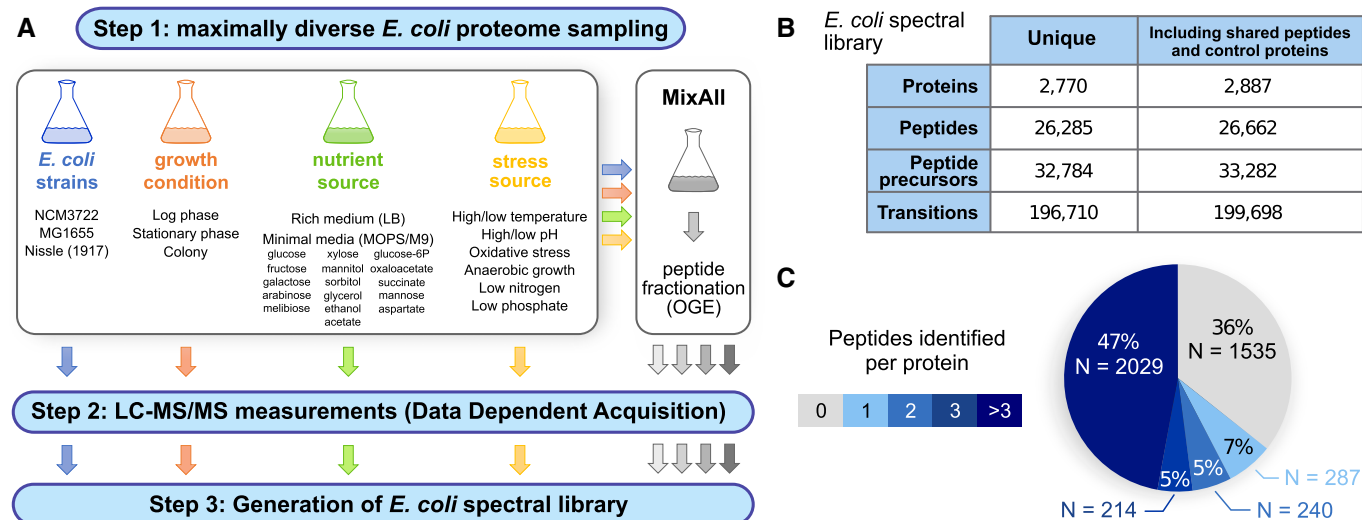 A
Step 1: maximally diverse E. coli proteome sampling
E. coli
strains
NCM3722
MG1655
Nissle (1917)
growth
condition
Log phase
Stationary phase
Colony
nutrient
source
Rich medium (LB)
Minimal media (MOPS/M9)
glucose xylose glucose-6P
fructose mannitol oxaloacetate
galactose sorbitol succinate
arabinose glycerol mannose
melibiose ethanol aspartate
acetate
stress
source
High/low temperature
High/low pH
Oxidative stress
Anaerobic growth
Low nitrogen
Low phosphate
MixAll
peptide
fractionation
(OGE)
Step 2: LC-MS/MS measurements (Data Dependent Acquisition)
Step 3: Generation of E. coli spectral library
B
E. coli spectral
library
Unique
Including shared peptides
and control proteins
Proteins 2,770 2,887
Peptides 26,285 26,662
Peptide
precursors 32,784 33,282
Transitions 196,710 199,698
C
Peptides identified
per protein
0 1 2 3 >3
47%
N = 2029
36%
N = 1535
7%
N = 287
5%
N = 240
5%
N = 214